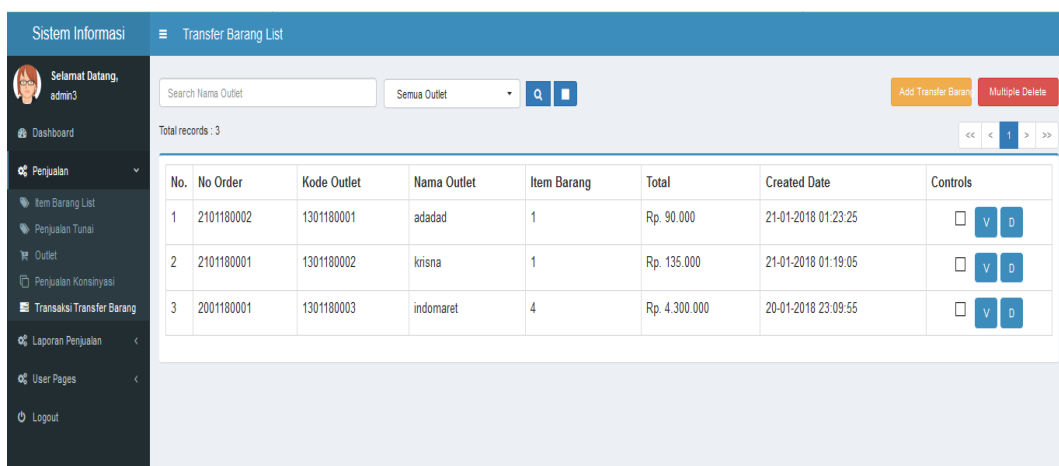 Sistem Informasi
Transfer Barang List
Selamat Datang,
admin3
Dashboard
Penjualan
Item Barang List
Penjualan Tunai
Outlet
Penjualan Konsinyasi
Transaksi Transfer Barang
Laporan Penjualan
User Pages
Logout
Search Nama Outlet
Semua Outlet
Add Transfer Barang
Multiple Delete
Total records : 3
<< < 1 > >>
No. No Order Kode Outlet Nama Outlet Item Barang Total Created Date Controls
1 2101180002 1301180001 adadad 1 Rp. 90.000 21-01-2018 01:23:25 V D
2 2101180001 1301180002 krisna 1 Rp. 135.000 21-01-2018 01:19:05 V D
3 2001180001 1301180003 indomaret 4 Rp. 4.300.000 20-01-2018 23:09:55 V D